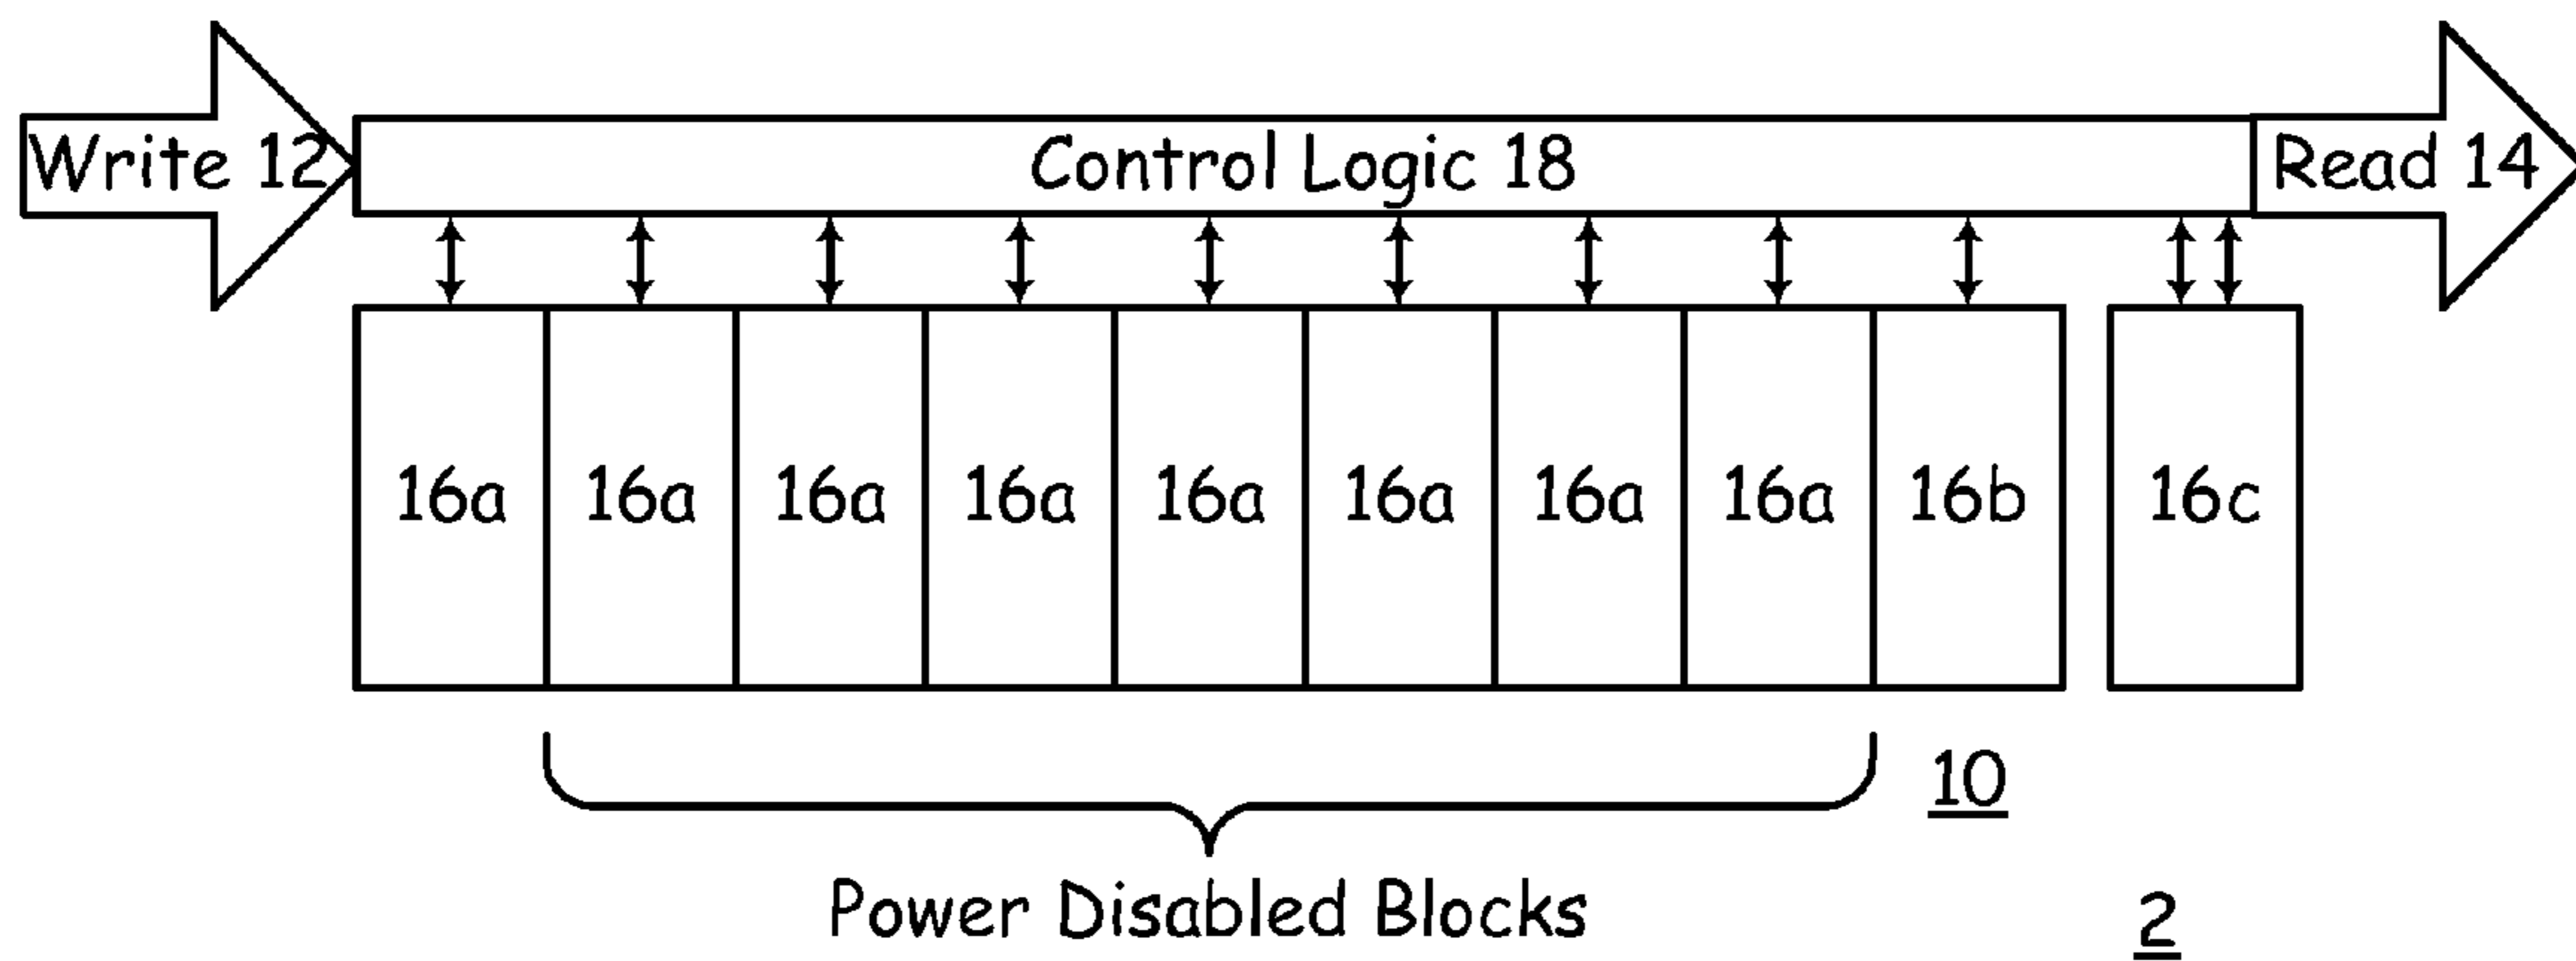 Write 12 Control Logic 18 Read 14
16a 16a 16a 16a 16a 16a 16a 16a 16b 16c
10
Power Disabled Blocks
2